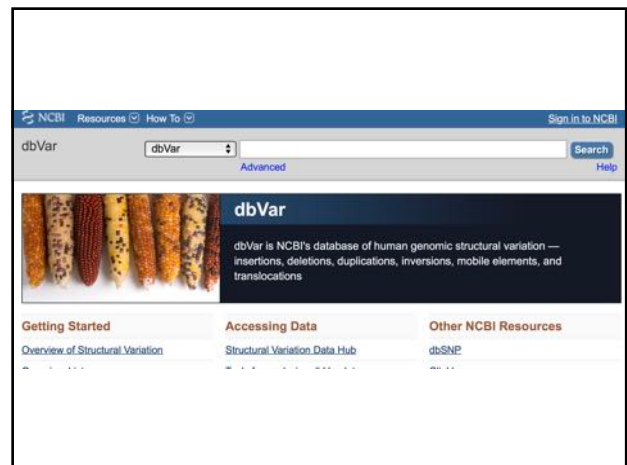 NCBI Resources How To Sign in to NCBI
dbVar dbVar Search
Advanced Help
dbVar
dbVar is NCBI's database of human genomic structural variation —
insertions, deletions, duplications, inversions, mobile elements, and
translocations
Getting Started Accessing Data Other NCBI Resources
Overview of Structural Variation Structural Variation Data Hub dbSNP